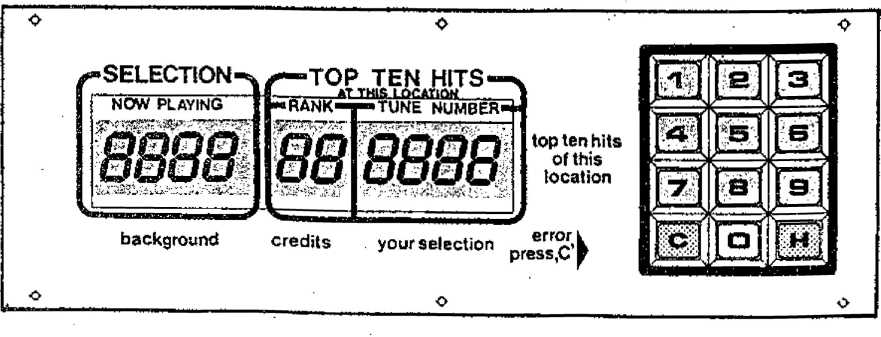 SELECTION
NOW PLAYING
8888
TOP TEN HITS
AT THIS LOCATION
RANK TUNE NUMBER
88 8888
background
credits
your selection
top ten hits
of this
location
error
press,C'
1 2 3
4 5 6
7 8 9
C 0 H